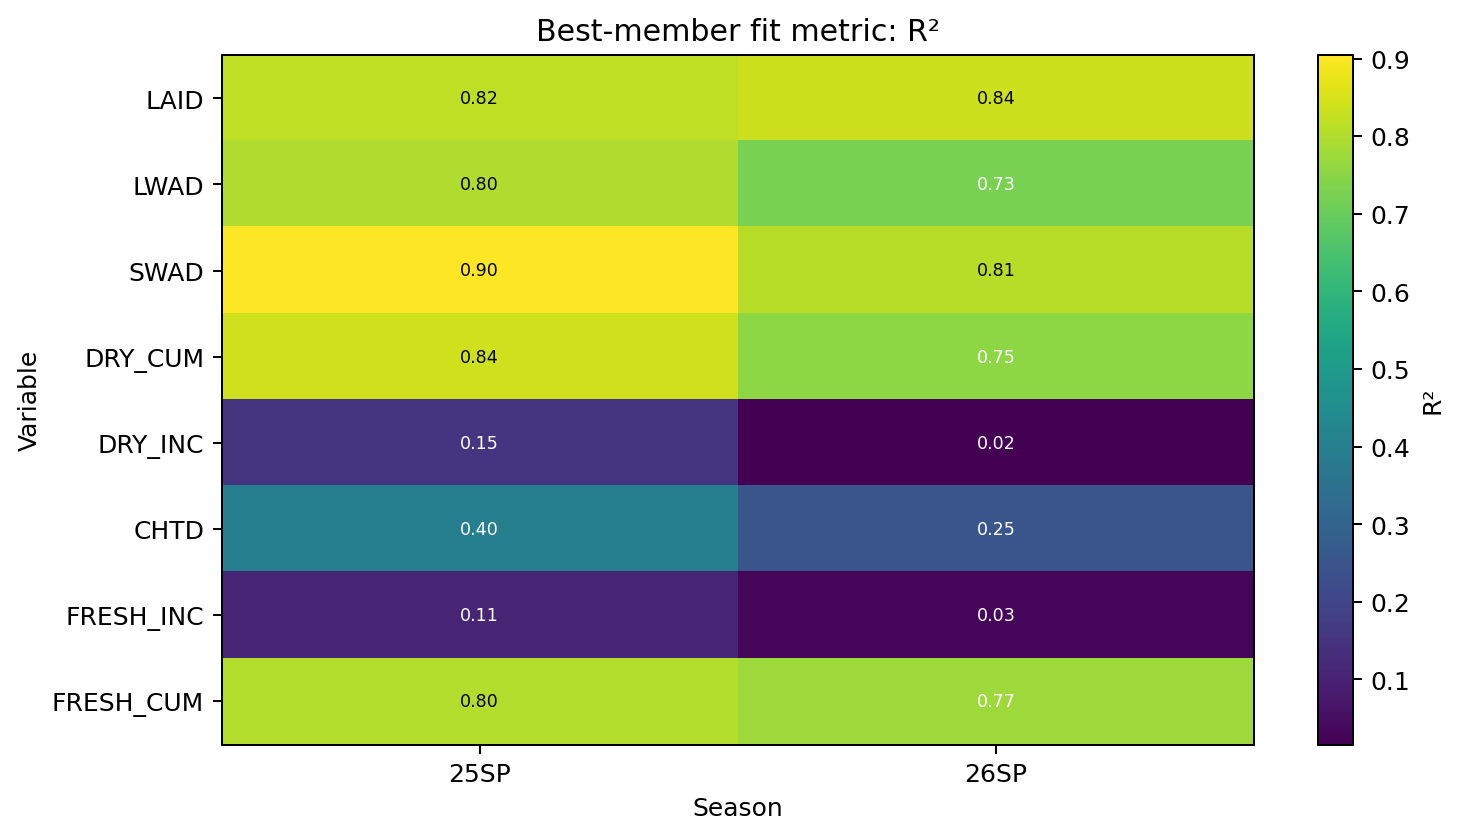 Best-member fit metric: R²
LAID 0.82 0.84
LWAD 0.80 0.73
SWAD 0.90 0.81
DRY_CUM 0.84 0.75
DRY_INC 0.15 0.02
CHTD 0.40 0.25
FRESH_INC 0.11 0.03
FRESH_CUM 0.80 0.77
25SP 26SP
Season
Variable
0.9
0.8
0.7
0.6
0.5
0.4
0.3
0.2
0.1
R²